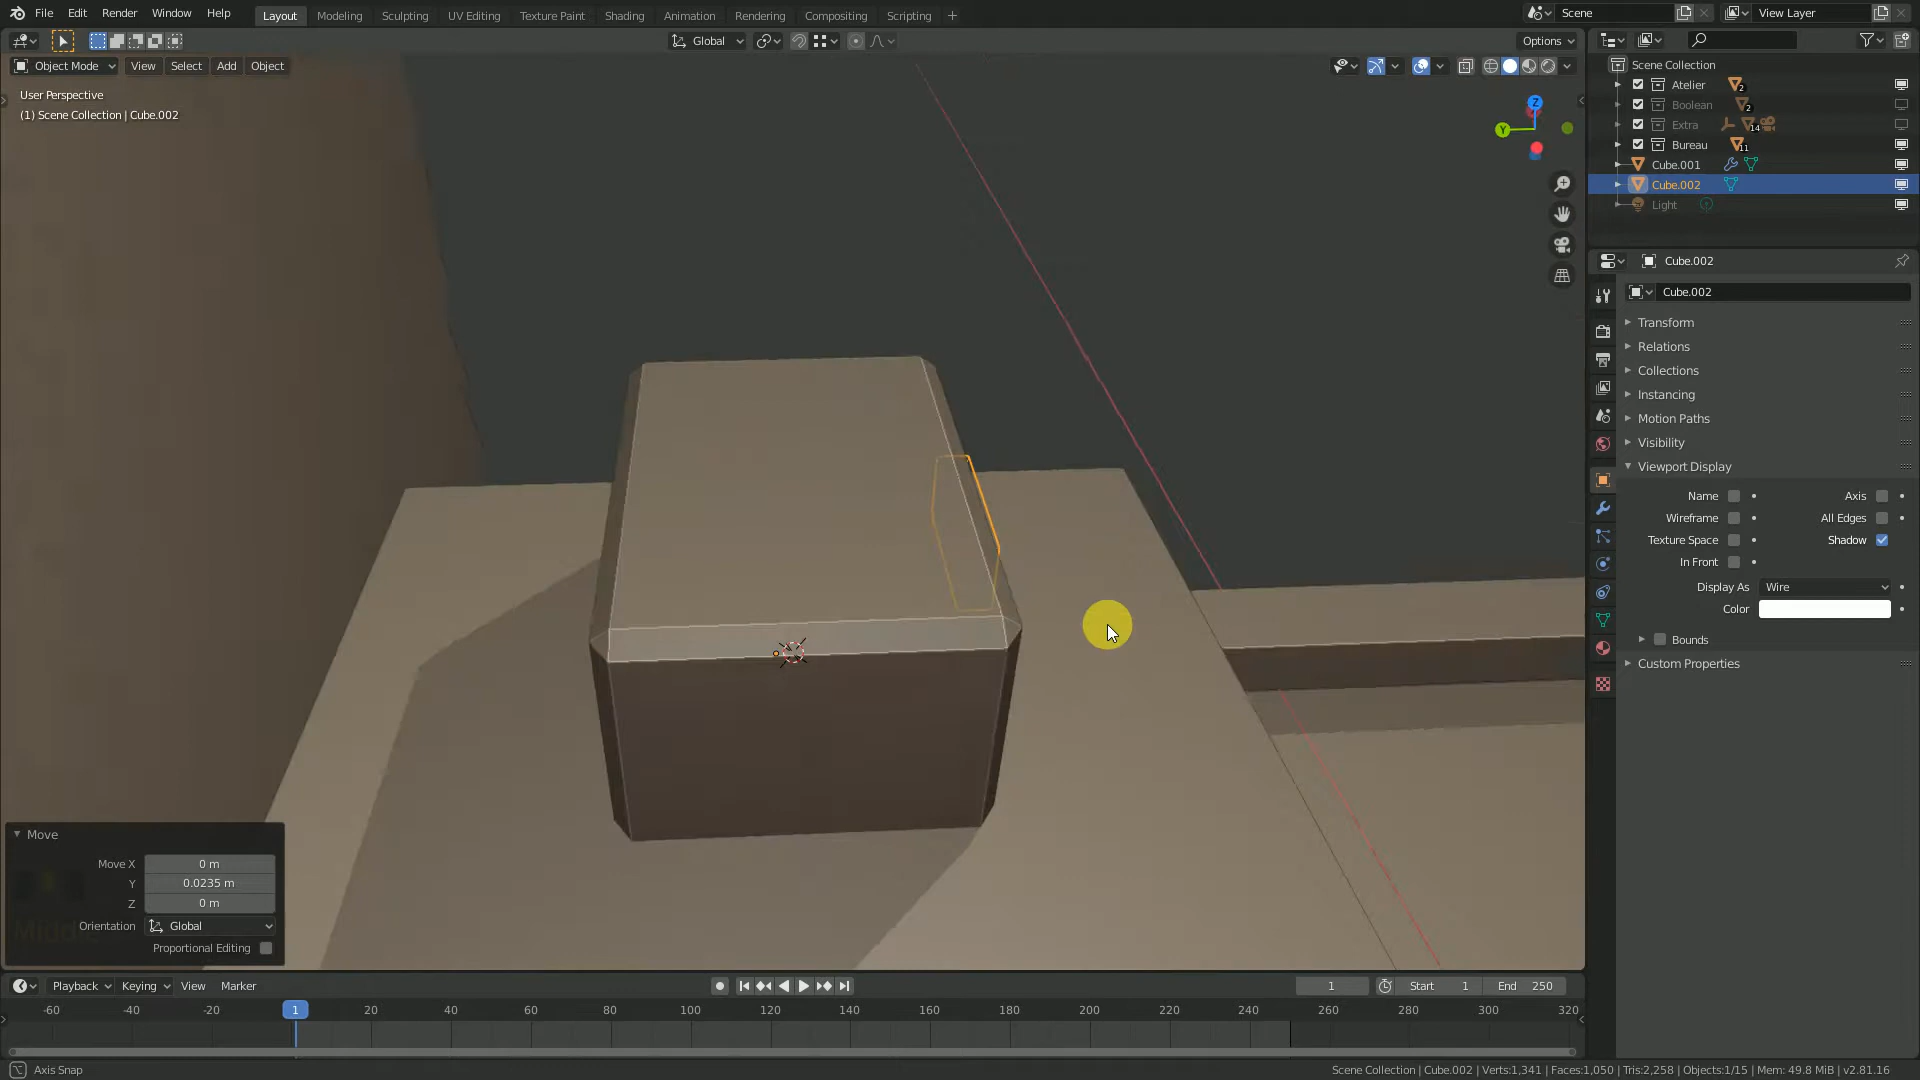 File Edit Render Window Help Layout Modeling Sculpting UV Editing Texture Paint Shading Animation Rendering Compositing Scripting + Scene View Layer
Global Options
Object Mode View Select Add Object
User Perspective
(1) Scene Collection | Cube.002
Z
Y
Scene Collection
Atelier 2
Boolean 2
Extra 14
Bureau 11
Cube.001
Cube.002
Light
Cube.002
Cube.002
Transform
Relations
Collections
Instancing
Motion Paths
Visibility
Viewport Display
Name Axis
Wireframe All Edges
Texture Space Shadow
In Front
Display As Wire
Color
Bounds
Custom Properties
Move
Move X 0 m
Y 0.0235 m
Z 0 m
Orientation Global
Proportional Editing
Playback Keying View Marker 1 Start 1 End 250
-60 -40 -20 1 20 40 60 80 100 120 140 160 180 200 220 240 260 280 300 320
Axis Snap Scene Collection | Cube.002 | Verts:1,341 | Faces:1,050 | Tris:2,258 | Objects:1/15 | Mem: 49.8 MiB | v2.81.16